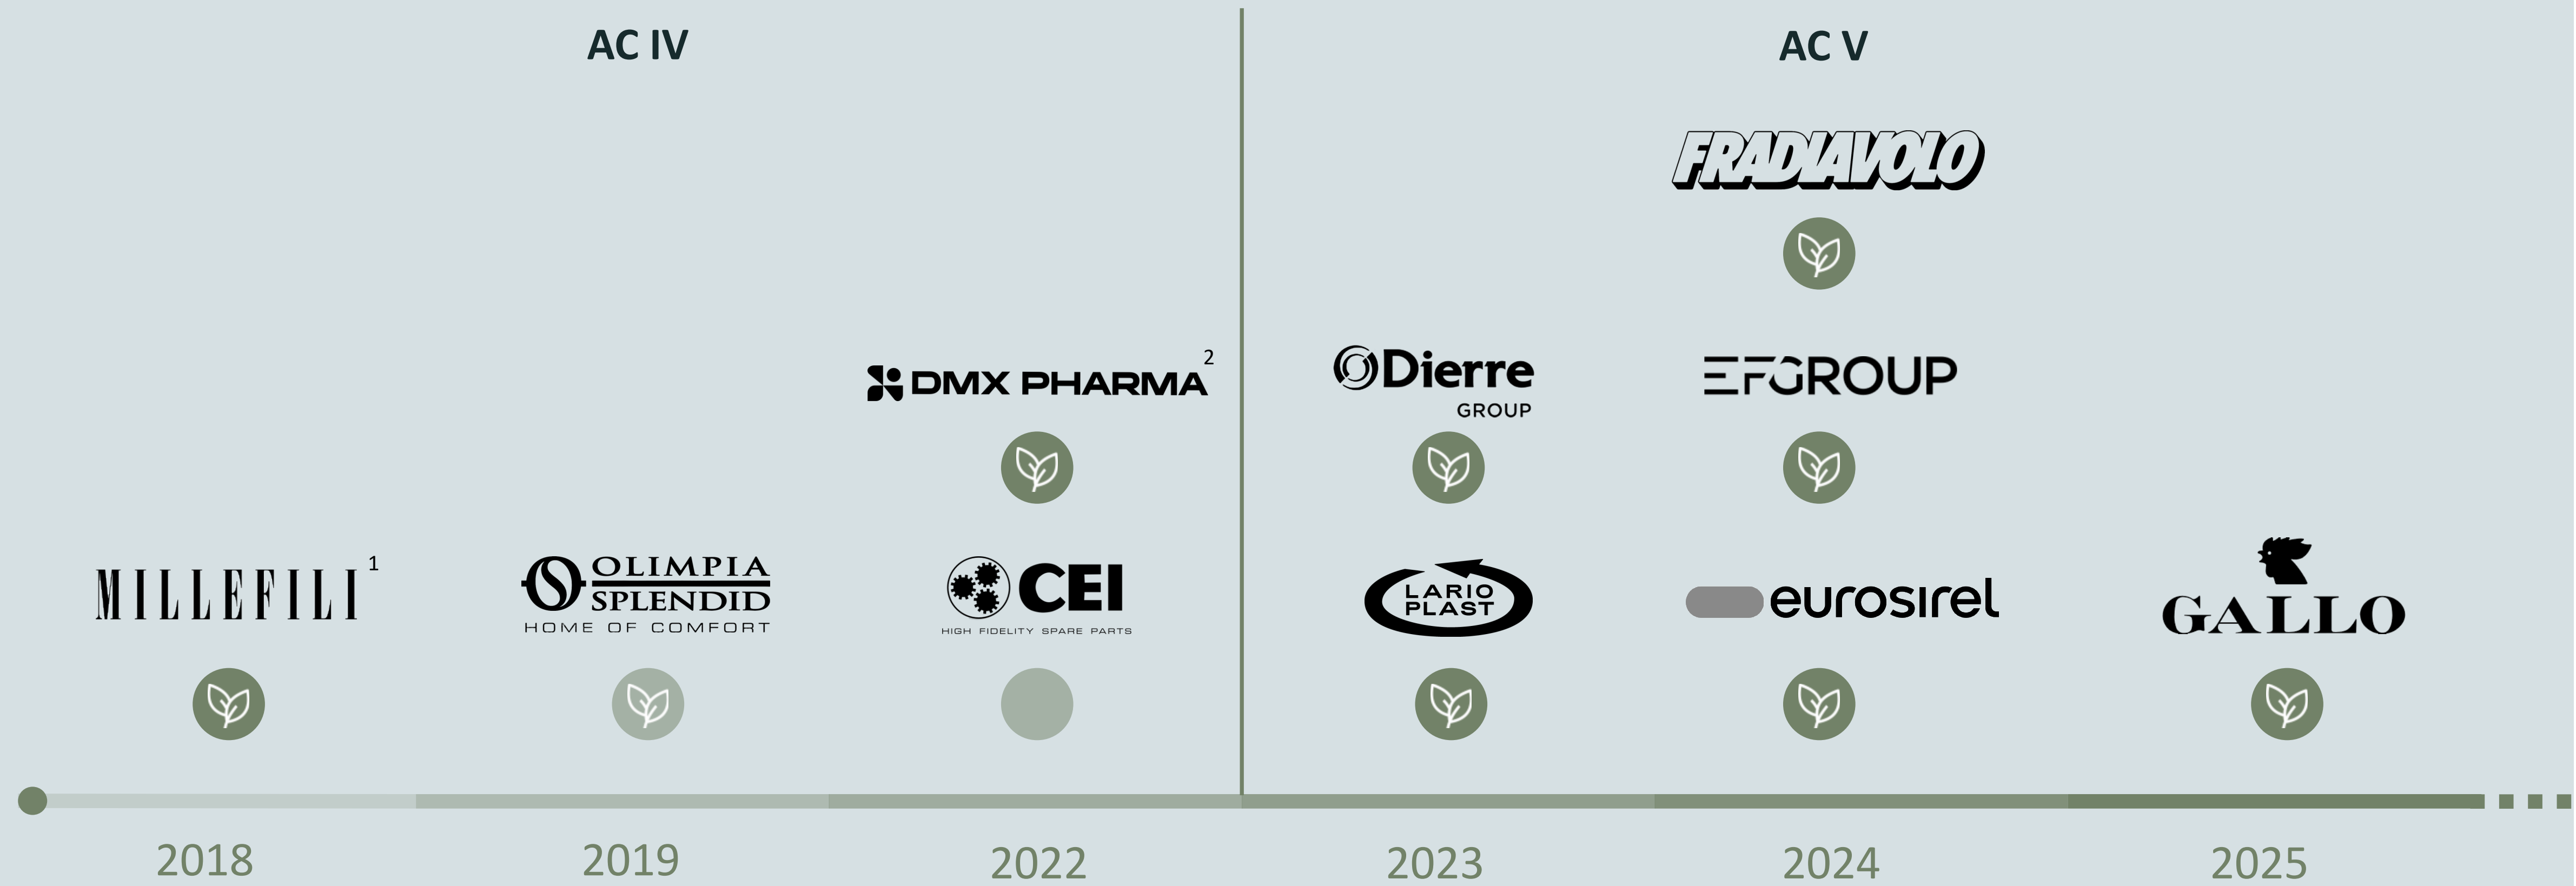 AC IV
AC V
FRADIAVOLO
DMX PHARMA 2
Dierre
GROUP
EFGROUP
MILLEFILI 1
OLIMPIA
SPLENDID
HOME OF COMFORT
CEI
HIGH FIDELITY SPARE PARTS
LARIO
PLAST
eurosirel
GALLO
2018
2019
2022
2023
2024
2025